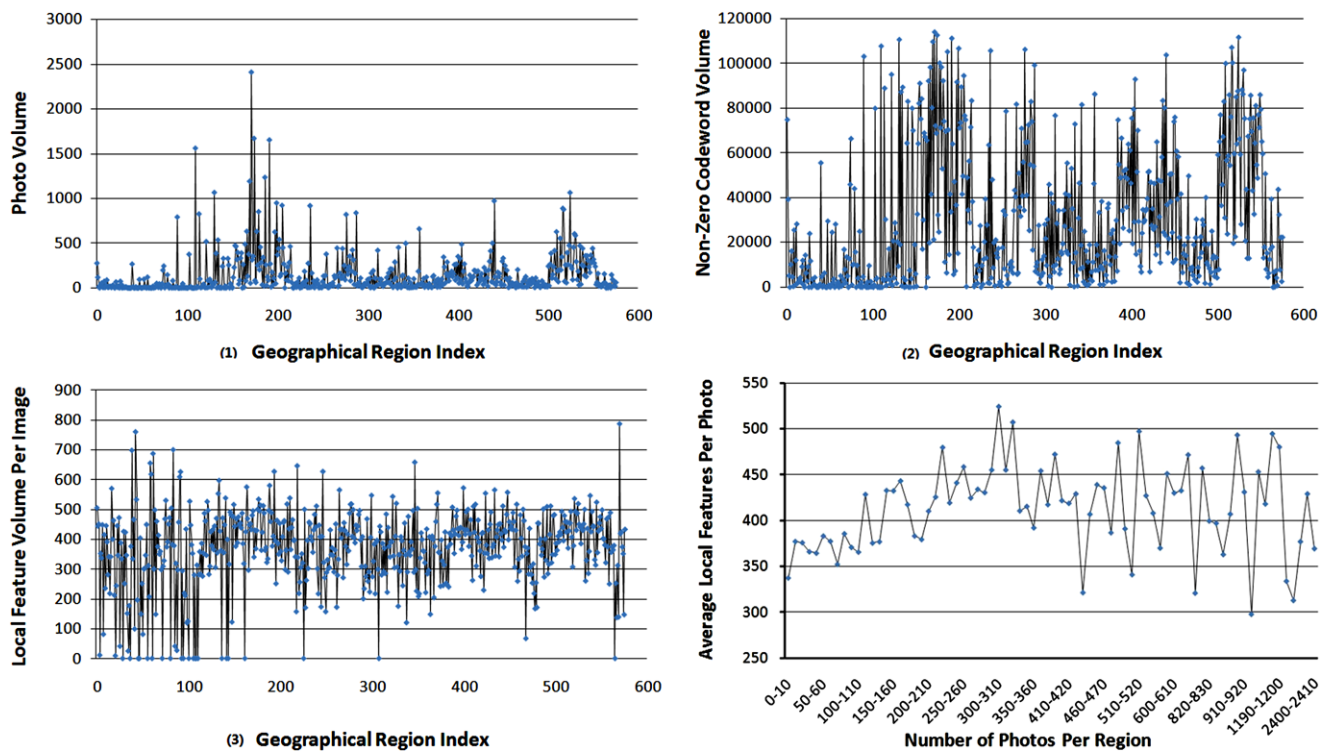 Photo Volume
3000
2500
2000
1500
1000
500
0
0 100 200 300 400 500 600
(1) Geographical Region Index
Non-Zero Codeword Volume
120000
100000
80000
60000
40000
20000
0
0 100 200 300 400 500 600
(2) Geographical Region Index
Local Feature Volume Per Image
900
800
700
600
500
400
300
200
100
0
0 100 200 300 400 500 600
(3) Geographical Region Index
Average Local Features Per Photo
550
500
450
400
350
300
250
0-10 50-60 100-110 150-160 200-210 250-260 300-310 350-360 410-420 460-470 510-520 600-610 820-830 910-920 1190-1200 2400-2410
Number of Photos Per Region